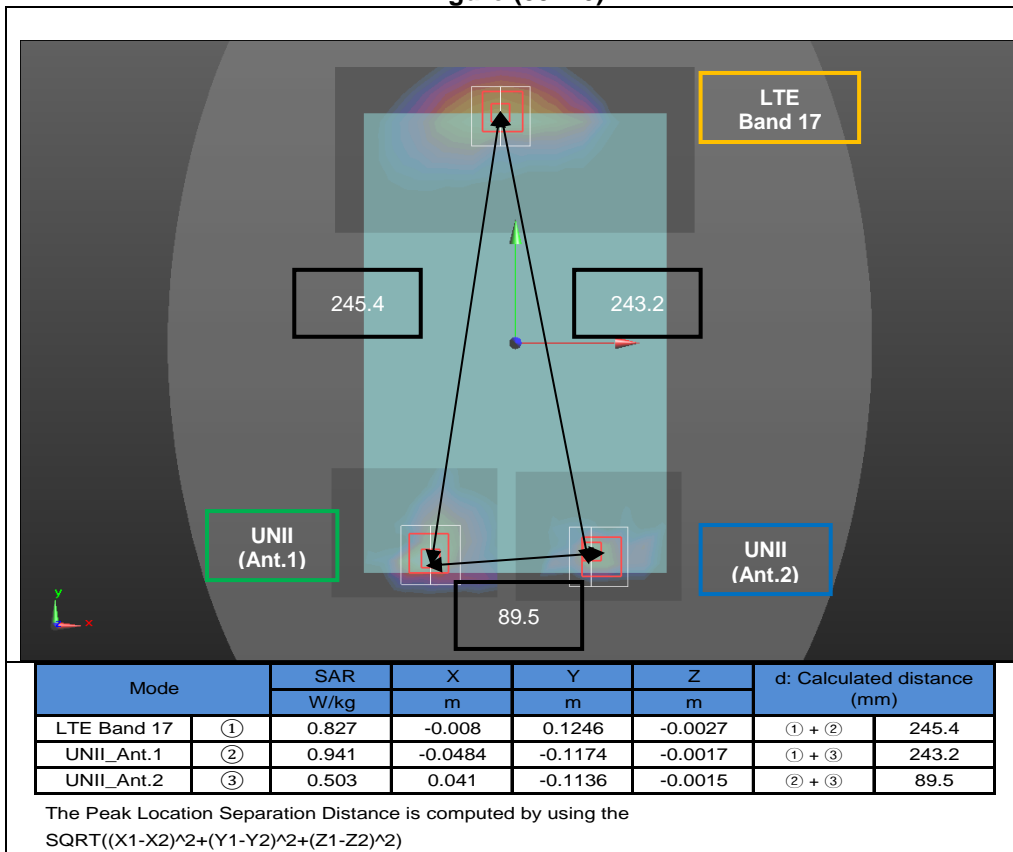 LTE
Band 17
245.4
243.2
UNII
(Ant.1)
UNII
(Ant.2)
89.5
y
x
Mode SAR X Y Z d: Calculated distance (mm)
W/kg m m m
LTE Band 17 ① 0.827 -0.008 0.1246 -0.0027 ① + ② 245.4
UNII_Ant.1 ② 0.941 -0.0484 -0.1174 -0.0017 ① + ③ 243.2
UNII_Ant.2 ③ 0.503 0.041 -0.1136 -0.0015 ② + ③ 89.5
The Peak Location Separation Distance is computed by using the
SQRT((X1-X2)^2+(Y1-Y2)^2+(Z1-Z2)^2)